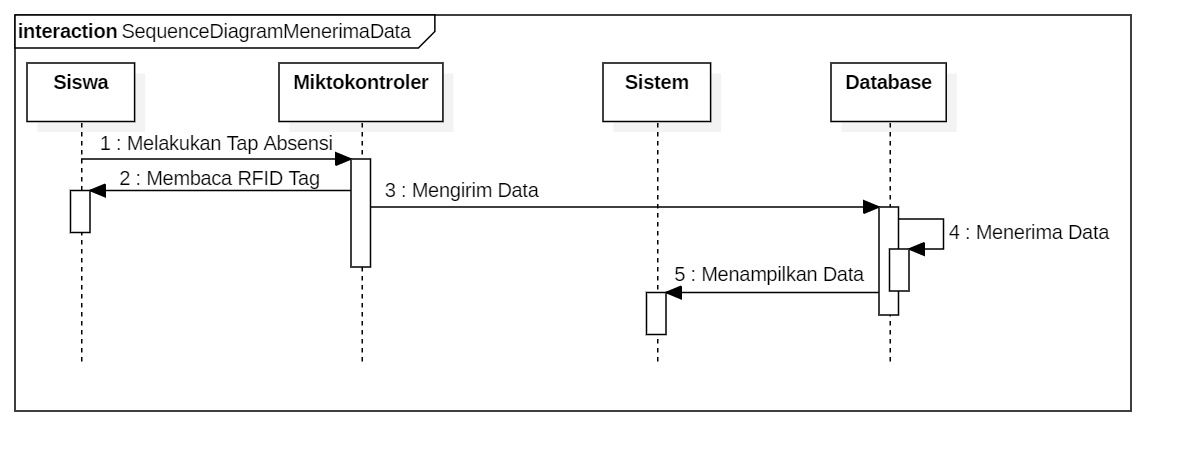 interaction SequenceDiagramMenerimaData
Siswa
Miktokontroler
Sistem
Database
1 : Melakukan Tap Absensi
2 : Membaca RFID Tag
3 : Mengirim Data
4 : Menerima Data
5 : Menampilkan Data